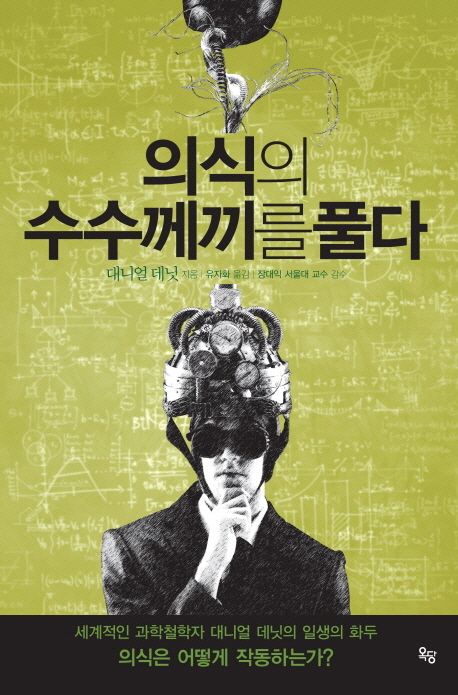 의식의
수수께끼를 풀다
대니얼 데닛 지음 | 유자화 옮김 | 장대익 서울대 교수 감수
세계적인 과학철학자 대니얼 데닛의 일생의 화두
의식은 어떻게 작동하는가?
옥당